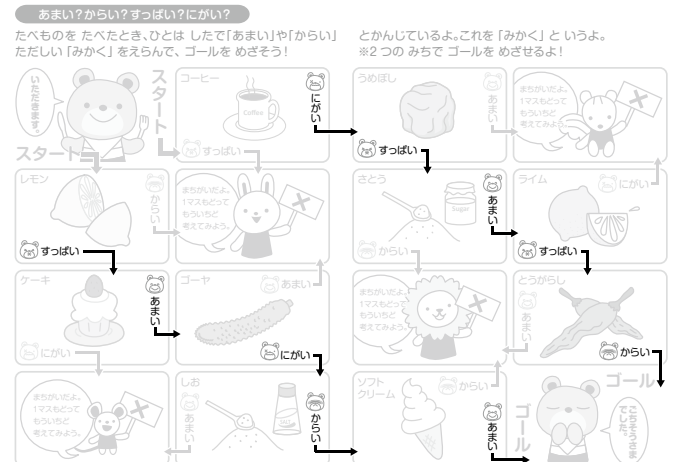 あまい？からい？すっぱい？にがい？
たべものを たべたとき、ひとは したで「あまい」や「からい」
ただしい 「みかく」 をえらんで、 ゴールを めざそう！
とかんじているよ。これを 「みかく」 と いうよ。
※2 つの みちで ゴールを めざせるよ！
いただきます。
スタート
スタート
コーヒー
Coffee
にがい
すっぱい
うめぼし
あまい
すっぱい
まちがいだよ。
1マスもどって
もういちど
考えてみよう。
レモン
からい
すっぱい
まちがいだよ。
1マスもどって
もういちど
考えてみよう。
さとう
Sugar
あまい
からい
ライム
にがい
すっぱい
ケーキ
あまい
にがい
ゴーヤ
あまい
にがい
まちがいだよ。
1マスもどって
もういちど
考えてみよう。
とうがらし
あまい
からい
まちがいだよ。
1マスもどって
もういちど
考えてみよう。
しお
あまい
からい
ソフト
クリーム
からい
あまい
ゴール
ゴール
ごちそうさま
でした。